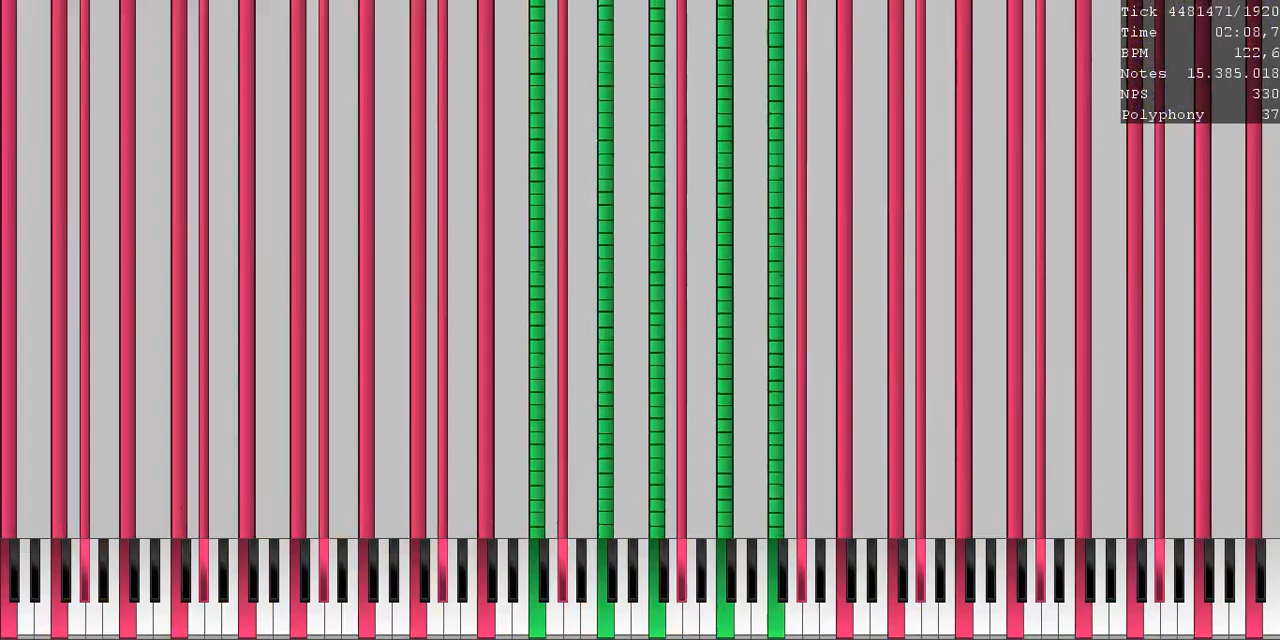 Tick 4481471/1920
Time 02:08,7
BPM 122,6
Notes 15.385.018
NPS 330
Polyphony 37